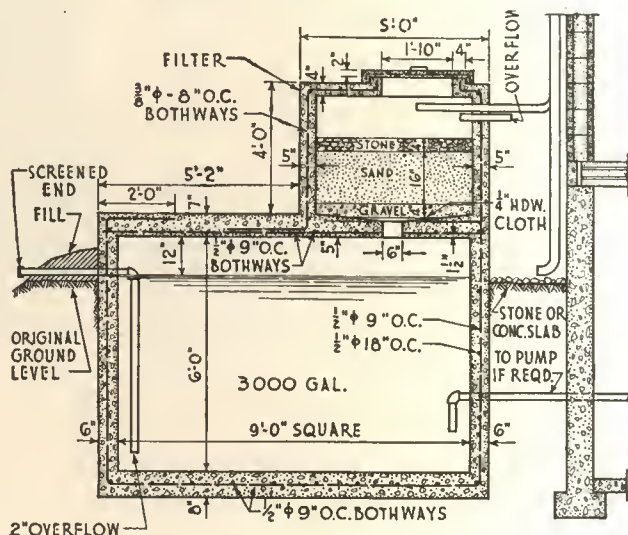 5'-0"
1'-10"
4"
2"
4"
OVERFLOW
FILTER
3/8"ϕ-8"O.C.
BOTHWAYS
4'-0"
STONE
4"
5"
SAND
16"
5"
GRAVEL
4"
1/4" HDW.
CLOTH
SCREENED
END
FILL
5'-2"
2'-0"
7"
1/2"ϕ 9"O.C.
BOTHWAYS
5"
6"
1 1/2"
12"
ORIGINAL
GROUND
LEVEL
6'-0"
1/2"ϕ 9"O.C.
1/2"ϕ 18"O.C.
STONE OR
CONC. SLAB
TO PUMP
IF REQD.
3000 GAL.
6"
9'-0" SQUARE
6"
8"
1/2"ϕ 9"O.C. BOTHWAYS
2"OVERFLOW